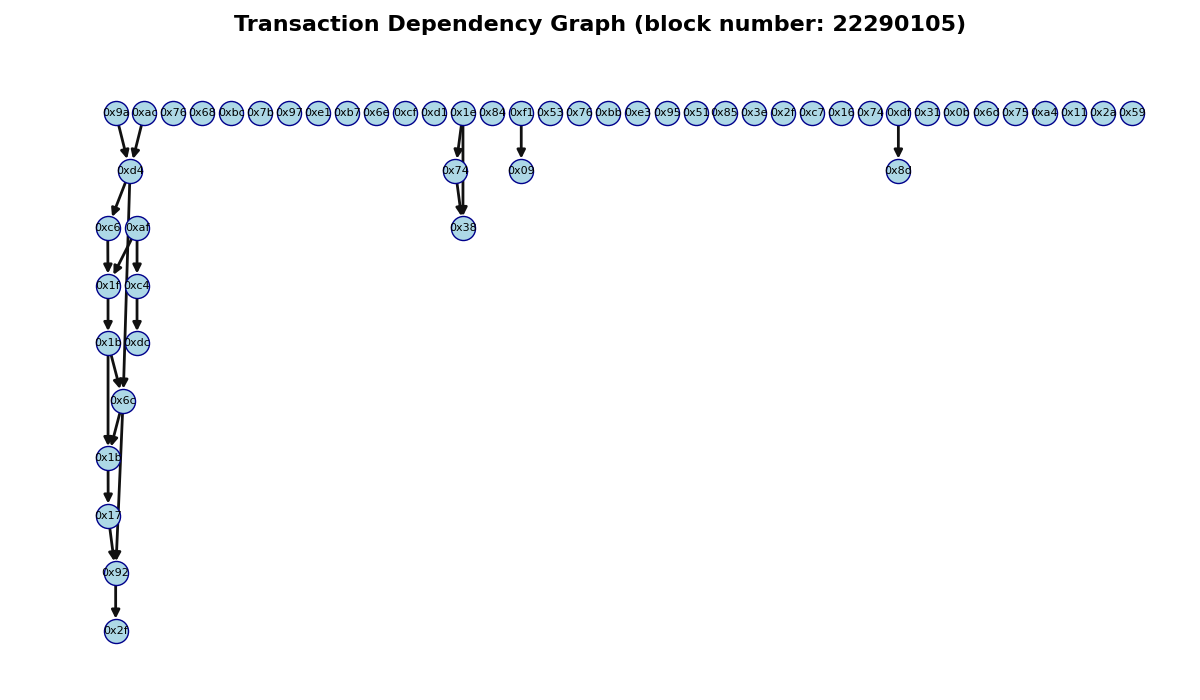 Transaction Dependency Graph (block number: 22290105)
0x9a 0xac 0x76 0x68 0xbc 0x7b 0x97 0xe1 0xb7 0x6e 0xcf 0xd1 0x1e 0x84 0xf1 0x53 0x76 0xbb 0xe3 0x95 0x51 0x85 0x3e 0x2f 0xc7 0x16 0x74 0xdf 0x31 0x0b 0x6d 0x75 0xa4 0x11 0x2a 0x59
0xd4 0x74 0x09 0x8d
0xc6 0xaf 0x38
0x1f 0xc4
0x1b 0xdc
0x6c
0x1b
0x17
0x92
0x2f